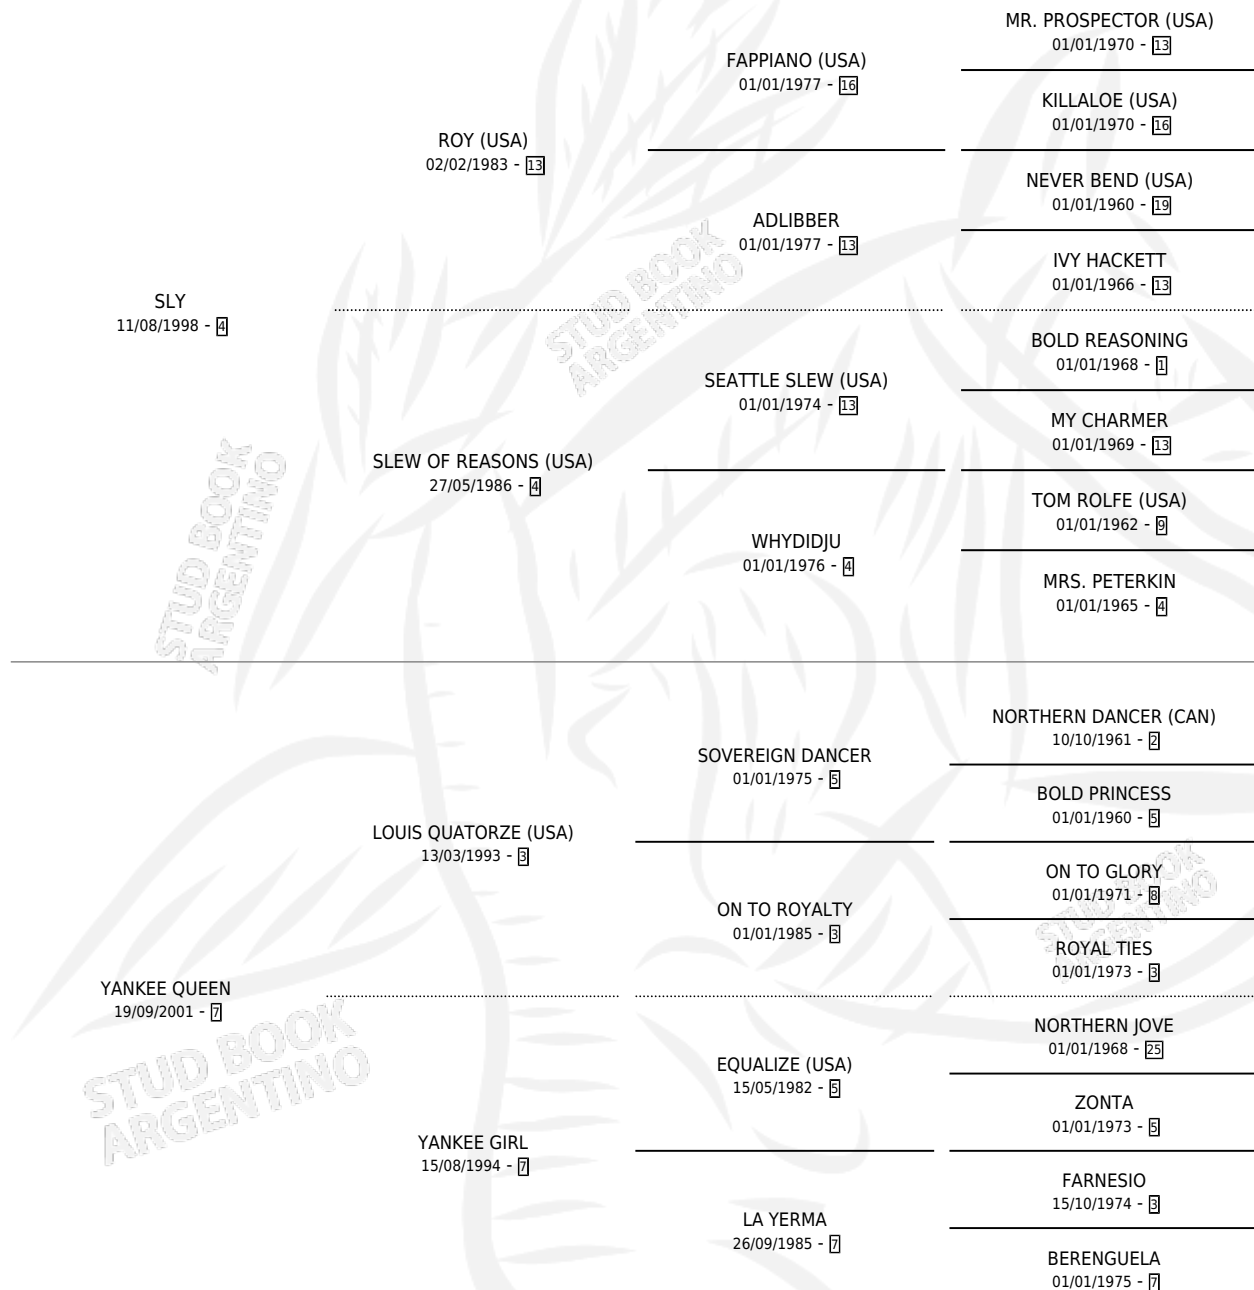 MR. PROSPECTOR (USA)
01/01/1970 - 13
FAPPIANO (USA)
01/01/1977 - 16
KILLALOE (USA)
01/01/1970 - 16
ROY (USA)
02/02/1983 - 13
NEVER BEND (USA)
01/01/1960 - 19
ADLIBBER
01/01/1977 - 13
IVY HACKETT
01/01/1966 - 13
SLY
11/08/1998 - 4
BOLD REASONING
01/01/1968 - 1
SEATTLE SLEW (USA)
01/01/1974 - 13
MY CHARMER
01/01/1969 - 13
SLEW OF REASONS (USA)
27/05/1986 - 4
TOM ROLFE (USA)
01/01/1962 - 9
WHYDIDJU
01/01/1976 - 4
MRS. PETERKIN
01/01/1965 - 4
NORTHERN DANCER (CAN)
10/10/1961 - 2
SOVEREIGN DANCER
01/01/1975 - 5
BOLD PRINCESS
01/01/1960 - 5
LOUIS QUATORZE (USA)
13/03/1993 - 3
ON TO GLORY
01/01/1971 - 8
ON TO ROYALTY
01/01/1985 - 3
ROYAL TIES
01/01/1973 - 3
YANKEE QUEEN
19/09/2001 - 7
NORTHERN JOVE
01/01/1968 - 25
EQUALIZE (USA)
15/05/1982 - 5
ZONTA
01/01/1973 - 5
YANKEE GIRL
15/08/1994 - 7
FARNESIO
15/10/1974 - 3
LA YERMA
26/09/1985 - 7
BERENGUELA
01/01/1975 - 7
STUD BOOK
ARGENTINO
STUD BOOK
ARGENTINO
STUD BOOK
ARGENTINO
STUD BOOK
ARGENTINO